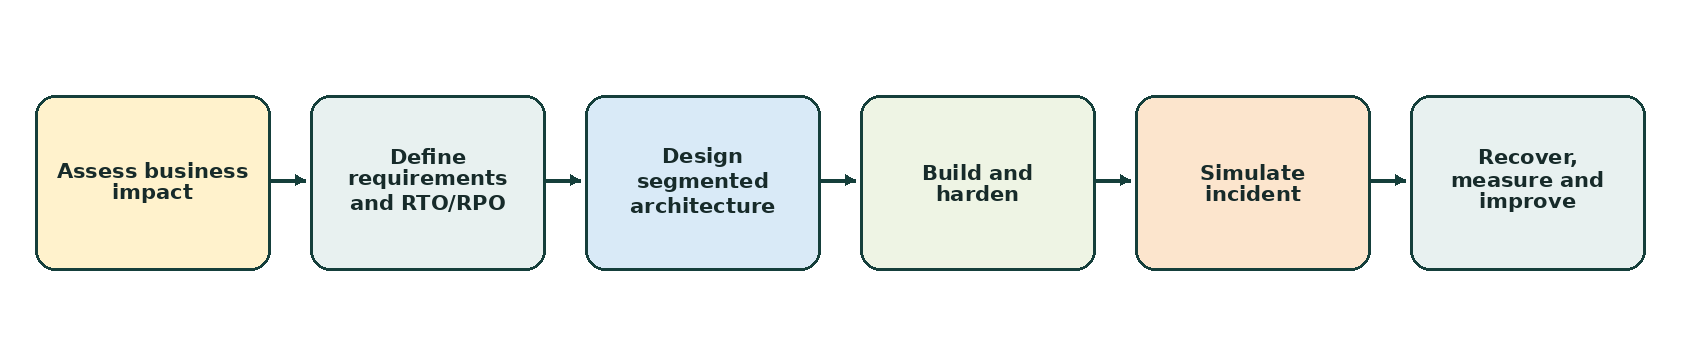 Assess business
impact
Define
requirements
and RTO/RPO
Design
segmented
architecture
Build and
harden
Simulate
incident
Recover,
measure and
improve